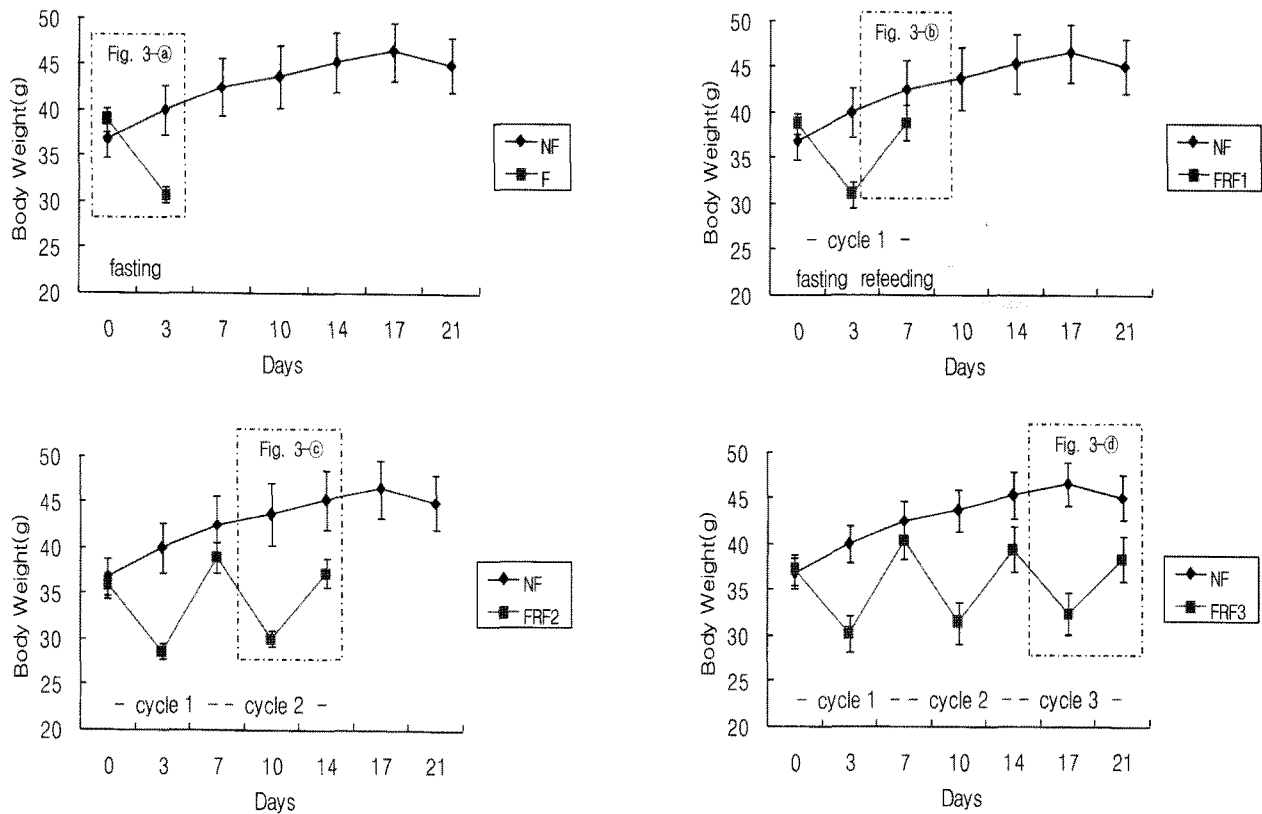 50
45
40
35
30
25
20
Body Weight(g)
Fig. 3-ⓐ
fasting
0 3 7 10 14 17 21
Days
NF
F
50
45
40
35
30
25
20
Body Weight(g)
Fig. 3-ⓑ
- cycle 1 -
fasting refeeding
0 3 7 10 14 17 21
Days
NF
FRF1
50
45
40
35
30
25
20
Body Weight(g)
Fig. 3-ⓒ
- cycle 1 -- cycle 2 -
0 3 7 10 14 17 21
Days
NF
FRF2
50
45
40
35
30
25
20
Body Weight(g)
Fig. 3-ⓓ
- cycle 1 -- cycle 2 -- cycle 3 -
0 3 7 10 14 17 21
Days
NF
FRF3